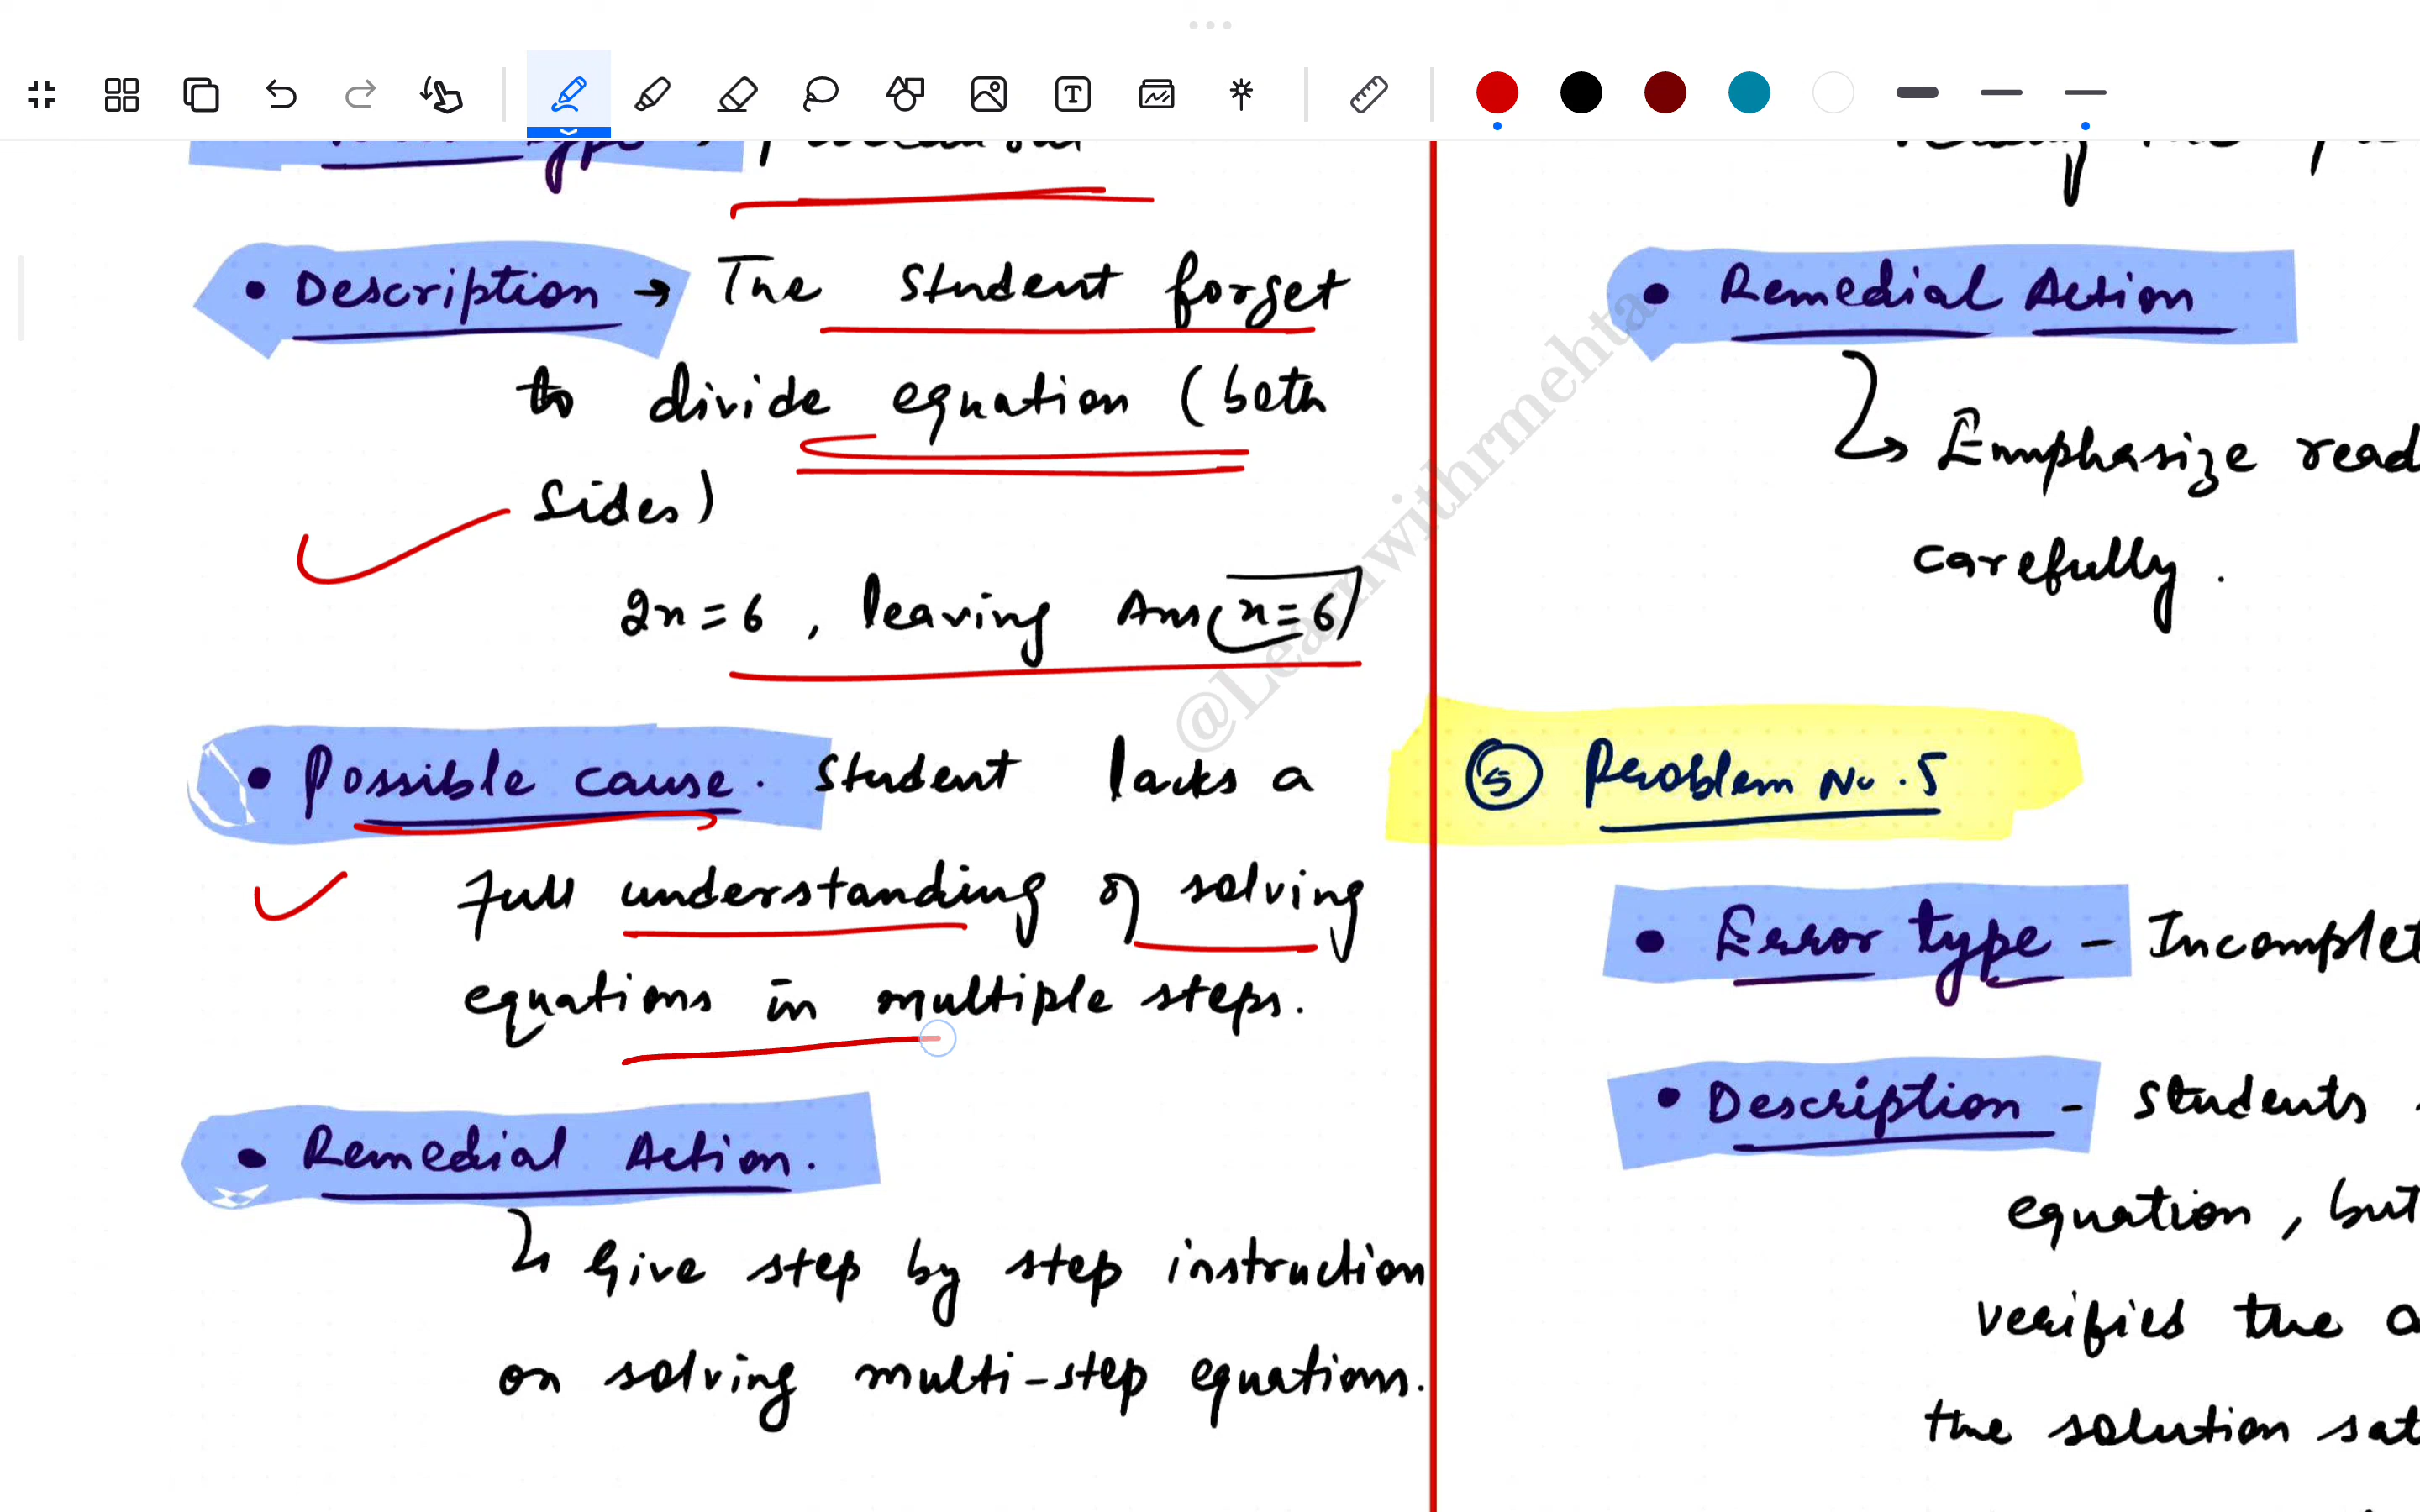 Description → The student forget
to divide equation (both
sides)
2x = 6 , leaving Ans (x=6)
• Possible cause. Student lacks a
full understanding of solving
equations in multiple steps.
• Remedial Action.
↳ Give step by step instruction
on solving multi-step equations.
• Remedial Action
↳ Emphasize read
carefully.
⑤ Problem No. 5
• Error type - Incomplet
• Description - Students
equation, but
verifies the a
the solution sat
@Learnwithrmehta